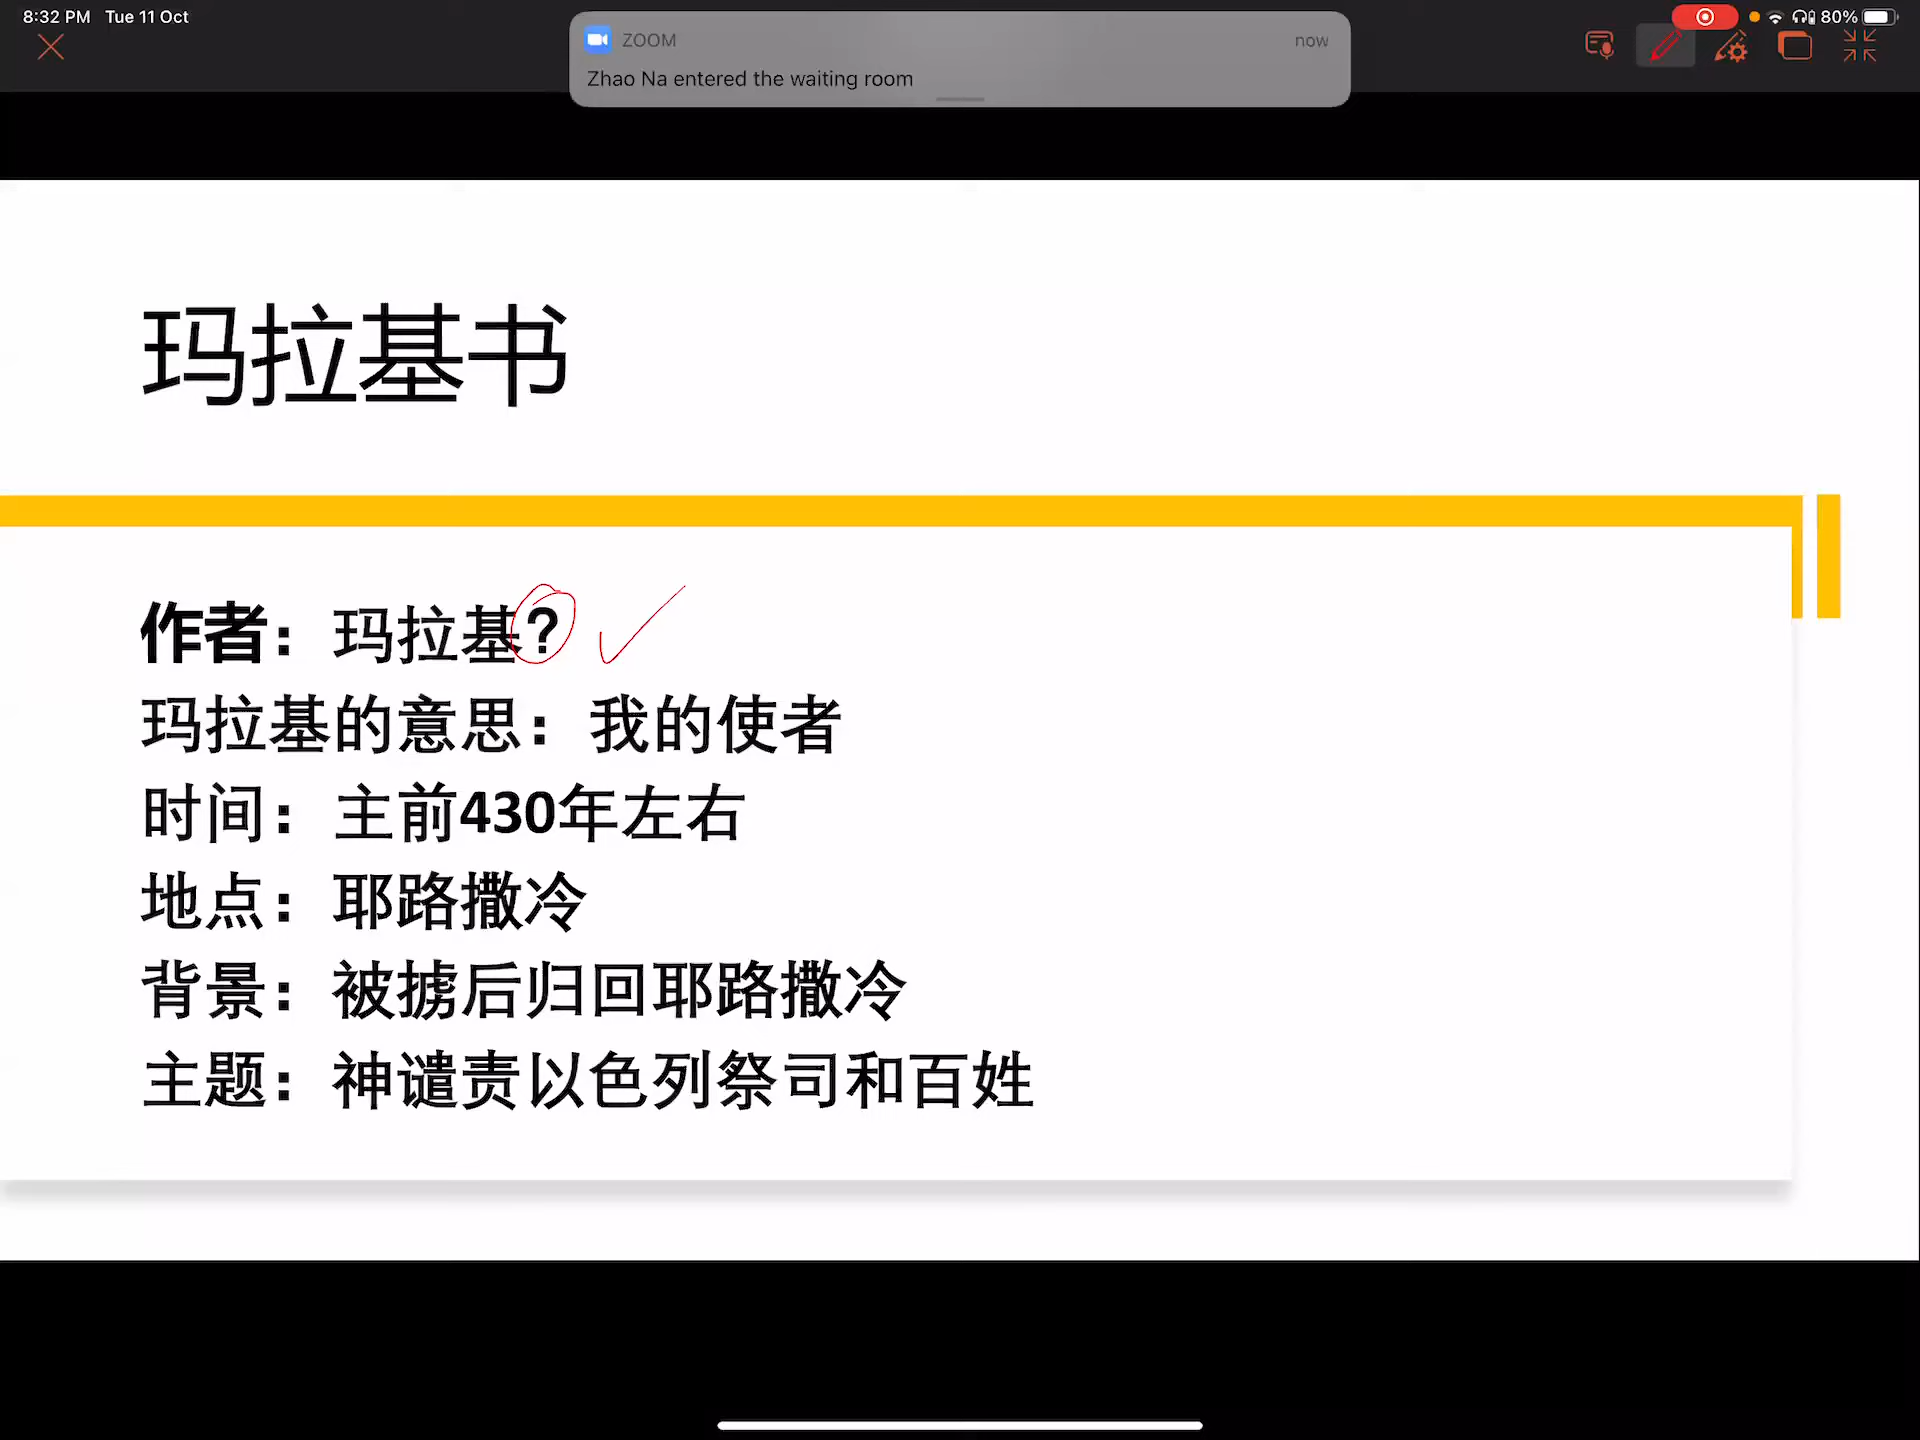 8:32 PM Tue 11 Oct
80%
ZOOM
now
Zhao Na entered the waiting room
玛拉基书
作者：玛拉基?
玛拉基的意思：我的使者
时间：主前430年左右
地点：耶路撒冷
背景：被掳后归回耶路撒冷
主题：神谴责以色列祭司和百姓